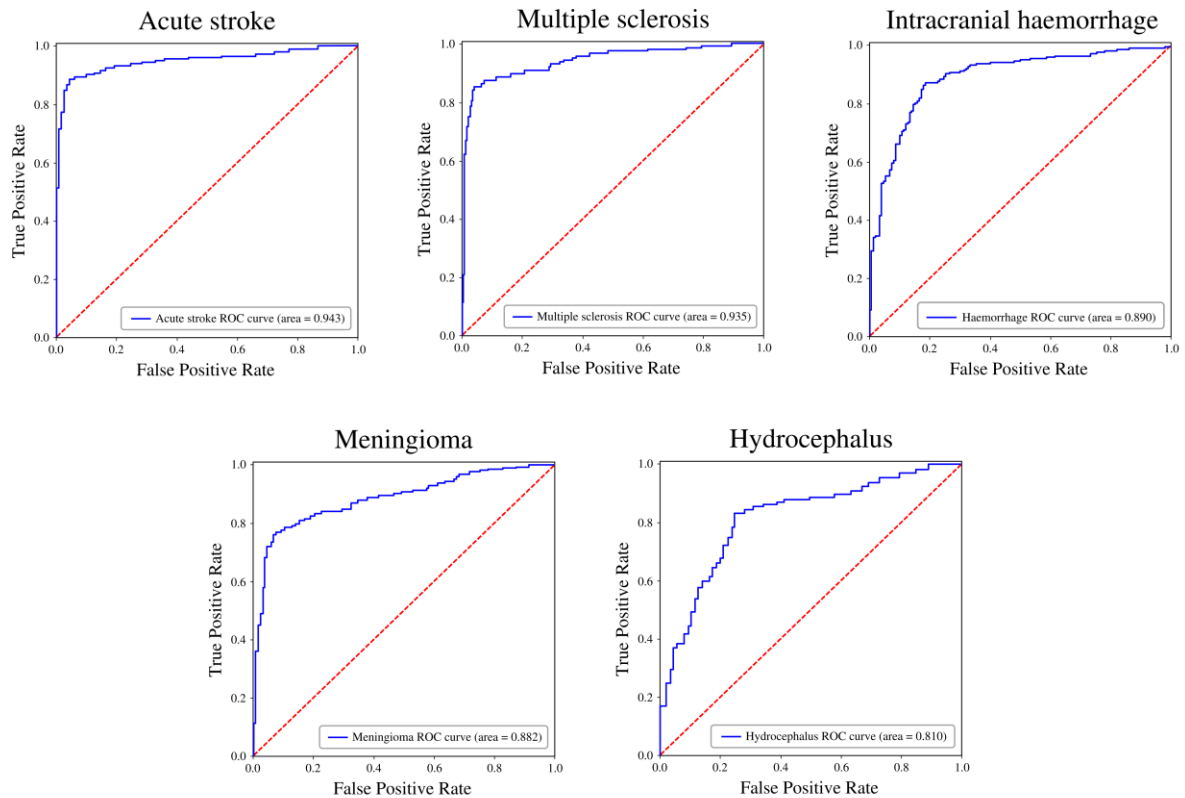 Acute stroke
1.0
0.8
0.6
0.4
0.2
0.0
True Positive Rate
Acute stroke ROC curve (area = 0.943)
0.0 0.2 0.4 0.6 0.8 1.0
False Positive Rate
Multiple sclerosis
1.0
0.8
0.6
0.4
0.2
0.0
True Positive Rate
Multiple sclerosis ROC curve (area = 0.935)
0.0 0.2 0.4 0.6 0.8 1.0
False Positive Rate
Intracranial haemorrhage
1.0
0.8
0.6
0.4
0.2
0.0
True Positive Rate
Haemorrhage ROC curve (area = 0.890)
0.0 0.2 0.4 0.6 0.8 1.0
False Positive Rate
Meningioma
1.0
0.8
0.6
0.4
0.2
0.0
True Positive Rate
Meningioma ROC curve (area = 0.882)
0.0 0.2 0.4 0.6 0.8 1.0
False Positive Rate
Hydrocephalus
1.0
0.8
0.6
0.4
0.2
0.0
True Positive Rate
Hydrocephalus ROC curve (area = 0.810)
0.0 0.2 0.4 0.6 0.8 1.0
False Positive Rate